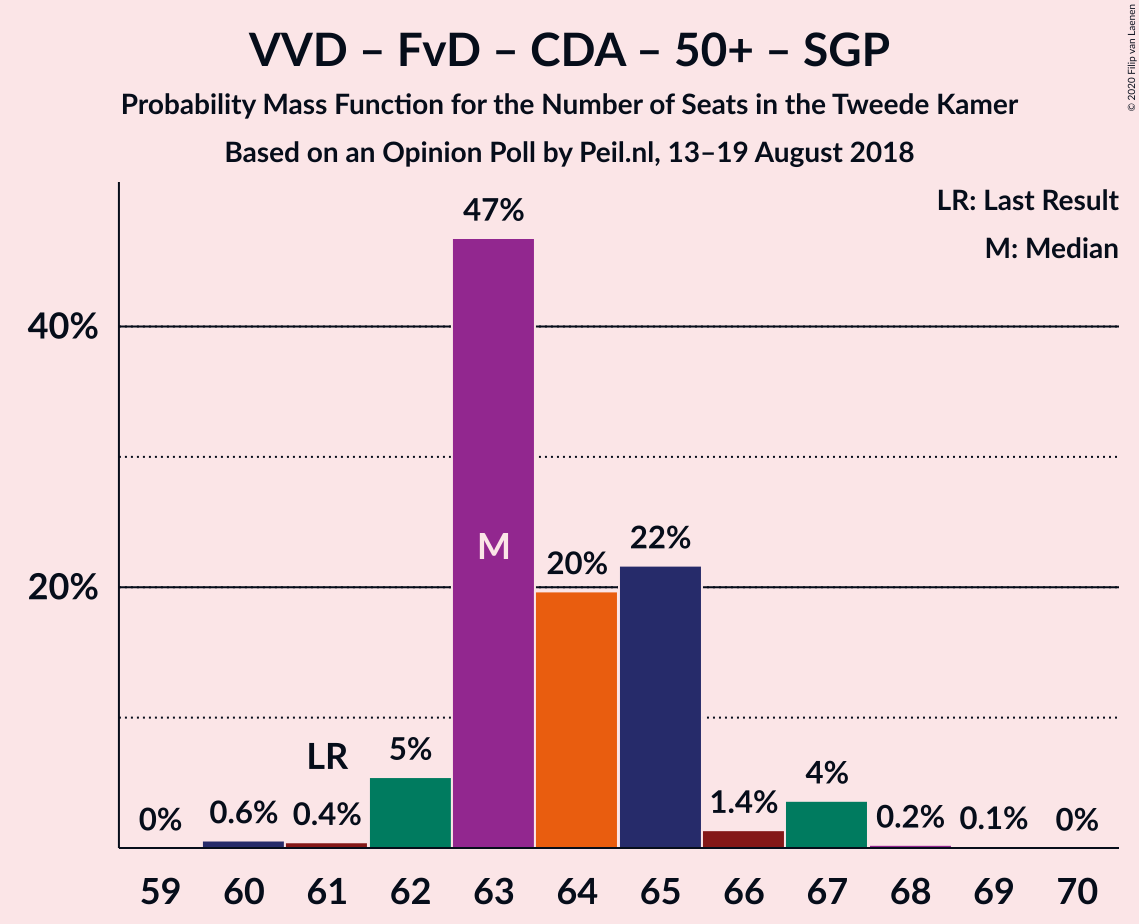 VVD – FvD – CDA – 50+ – SGP
Probability Mass Function for the Number of Seats in the Tweede Kamer
Based on an Opinion Poll by Peil.nl, 13–19 August 2018
© 2020 Filip van Laenen
LR: Last Result
M: Median
40%
20%
0%
0.6%
LR
0.4%
5%
47%
M
20%
22%
1.4%
4%
0.2%
0.1%
0%
59 60 61 62 63 64 65 66 67 68 69 70